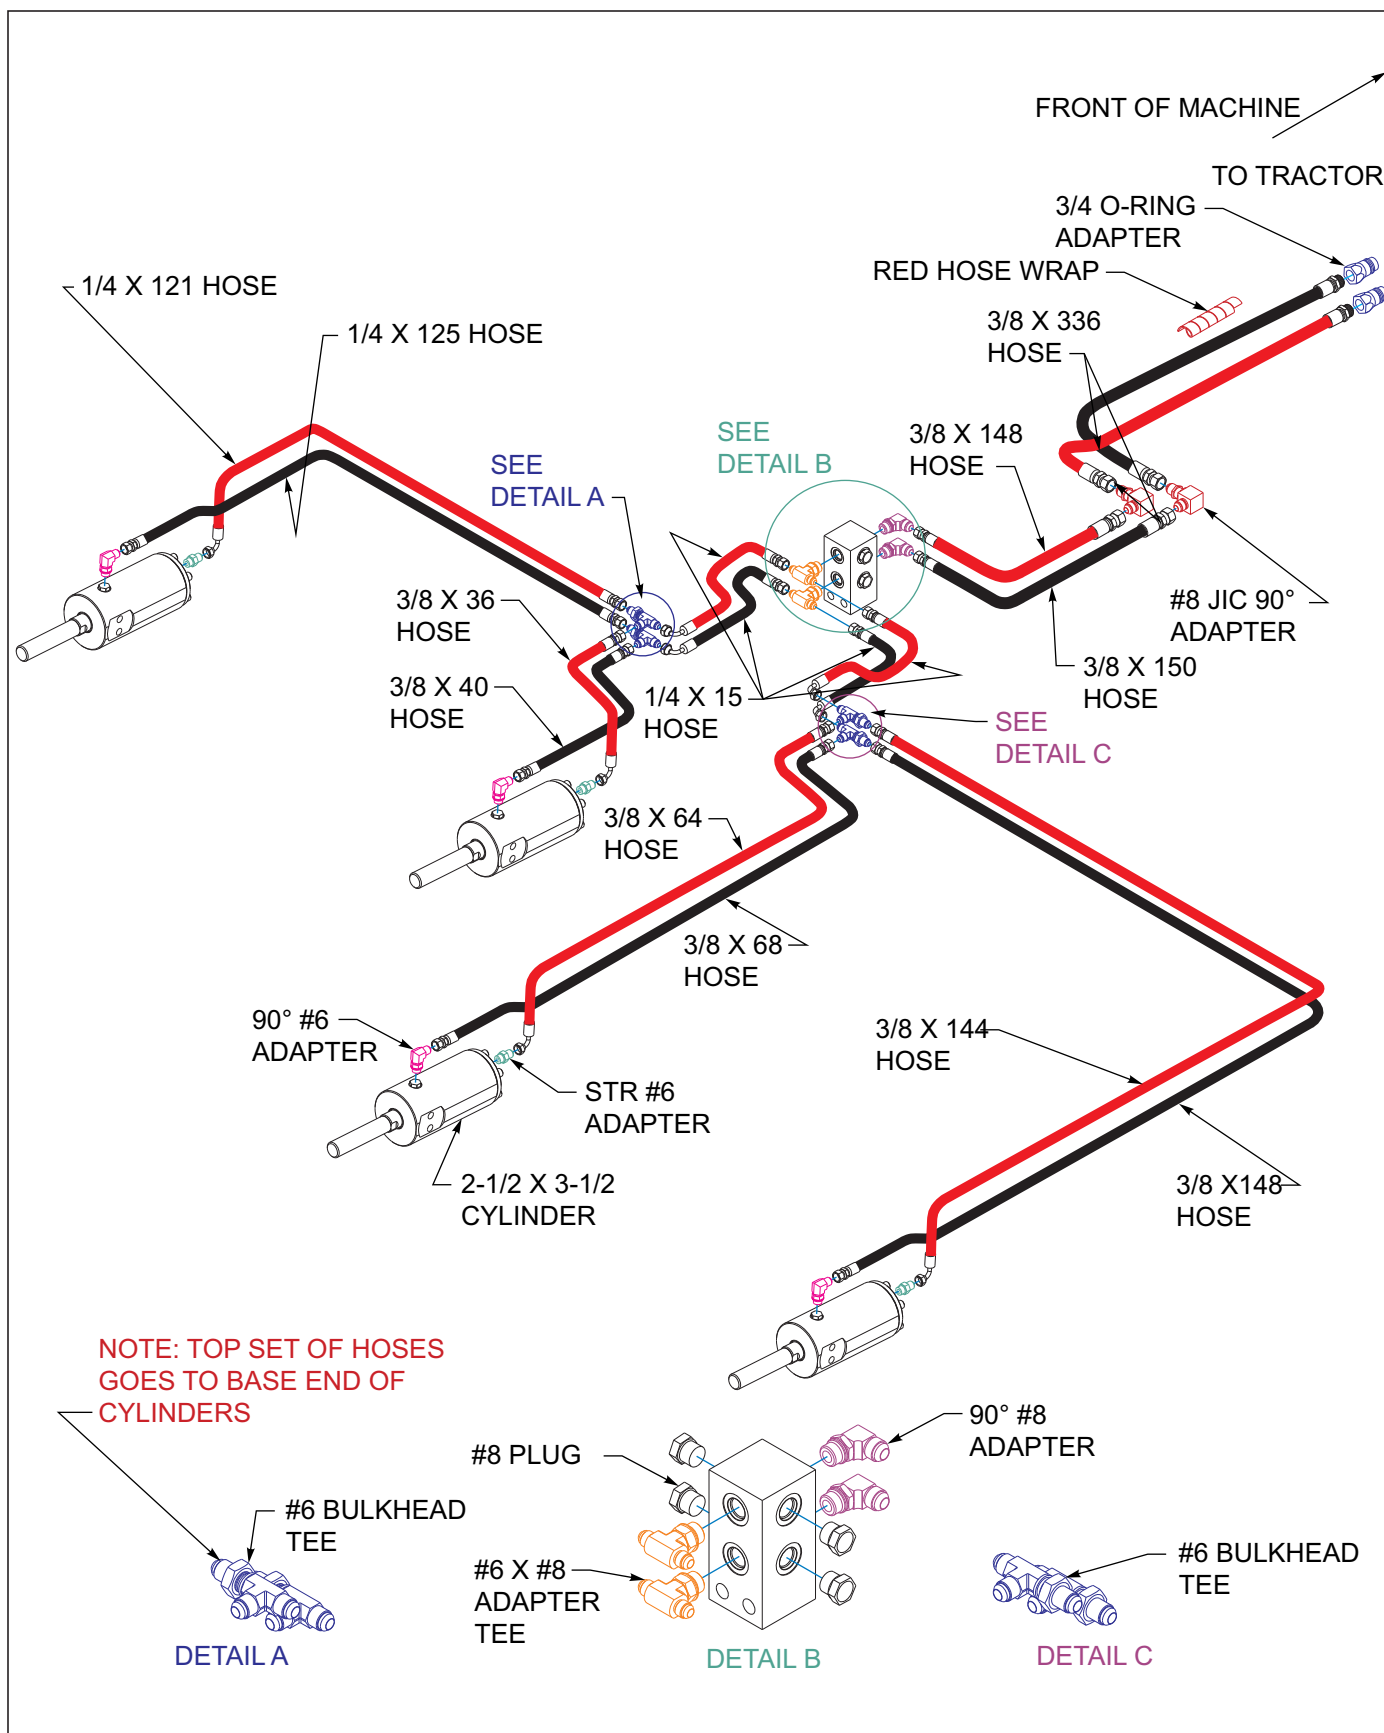 FRONT OF MACHINE
TO TRACTOR
3/4 O-RING
ADAPTER
RED HOSE WRAP
3/8 X 336
HOSE
1/4 X 121 HOSE
1/4 X 125 HOSE
SEE
DETAIL B
3/8 X 148
HOSE
SEE
DETAIL A
3/8 X 36
HOSE
#8 JIC 90°
ADAPTER
3/8 X 40
HOSE
1/4 X 15
HOSE
3/8 X 150
HOSE
SEE
DETAIL C
3/8 X 64
HOSE
3/8 X 68
HOSE
90° #6
ADAPTER
3/8 X 144
HOSE
STR #6
ADAPTER
2-1/2 X 3-1/2
CYLINDER
3/8 X148
HOSE
NOTE: TOP SET OF HOSES
GOES TO BASE END OF
CYLINDERS
90° #8
ADAPTER
#8 PLUG
#6 BULKHEAD
TEE
#6 X #8
ADAPTER
TEE
#6 BULKHEAD
TEE
DETAIL A
DETAIL B
DETAIL C